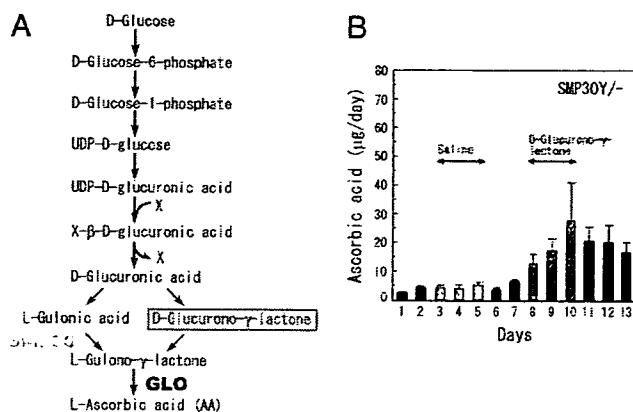 A
D-Glucose
D-Glucose-6-phosphate
D-Glucose-1-phosphate
UDP-D-glucose
UDP-D-glucuronic acid
X
X-β-D-glucuronic acid
X
D-Glucuronic acid
L-Gulonic acid
D-Glucurono-γ-lactone
L-Gulono-γ-lactone
GLO
L-Ascorbic acid (AA)
B
Ascorbic acid (μg/day)
80
70
60
50
40
30
20
10
0
SMP30Y/-
Saline
D-Glucurono-γ-
lactone
1 2 3 4 5 6 7 8 9 10 11 12 13
Days